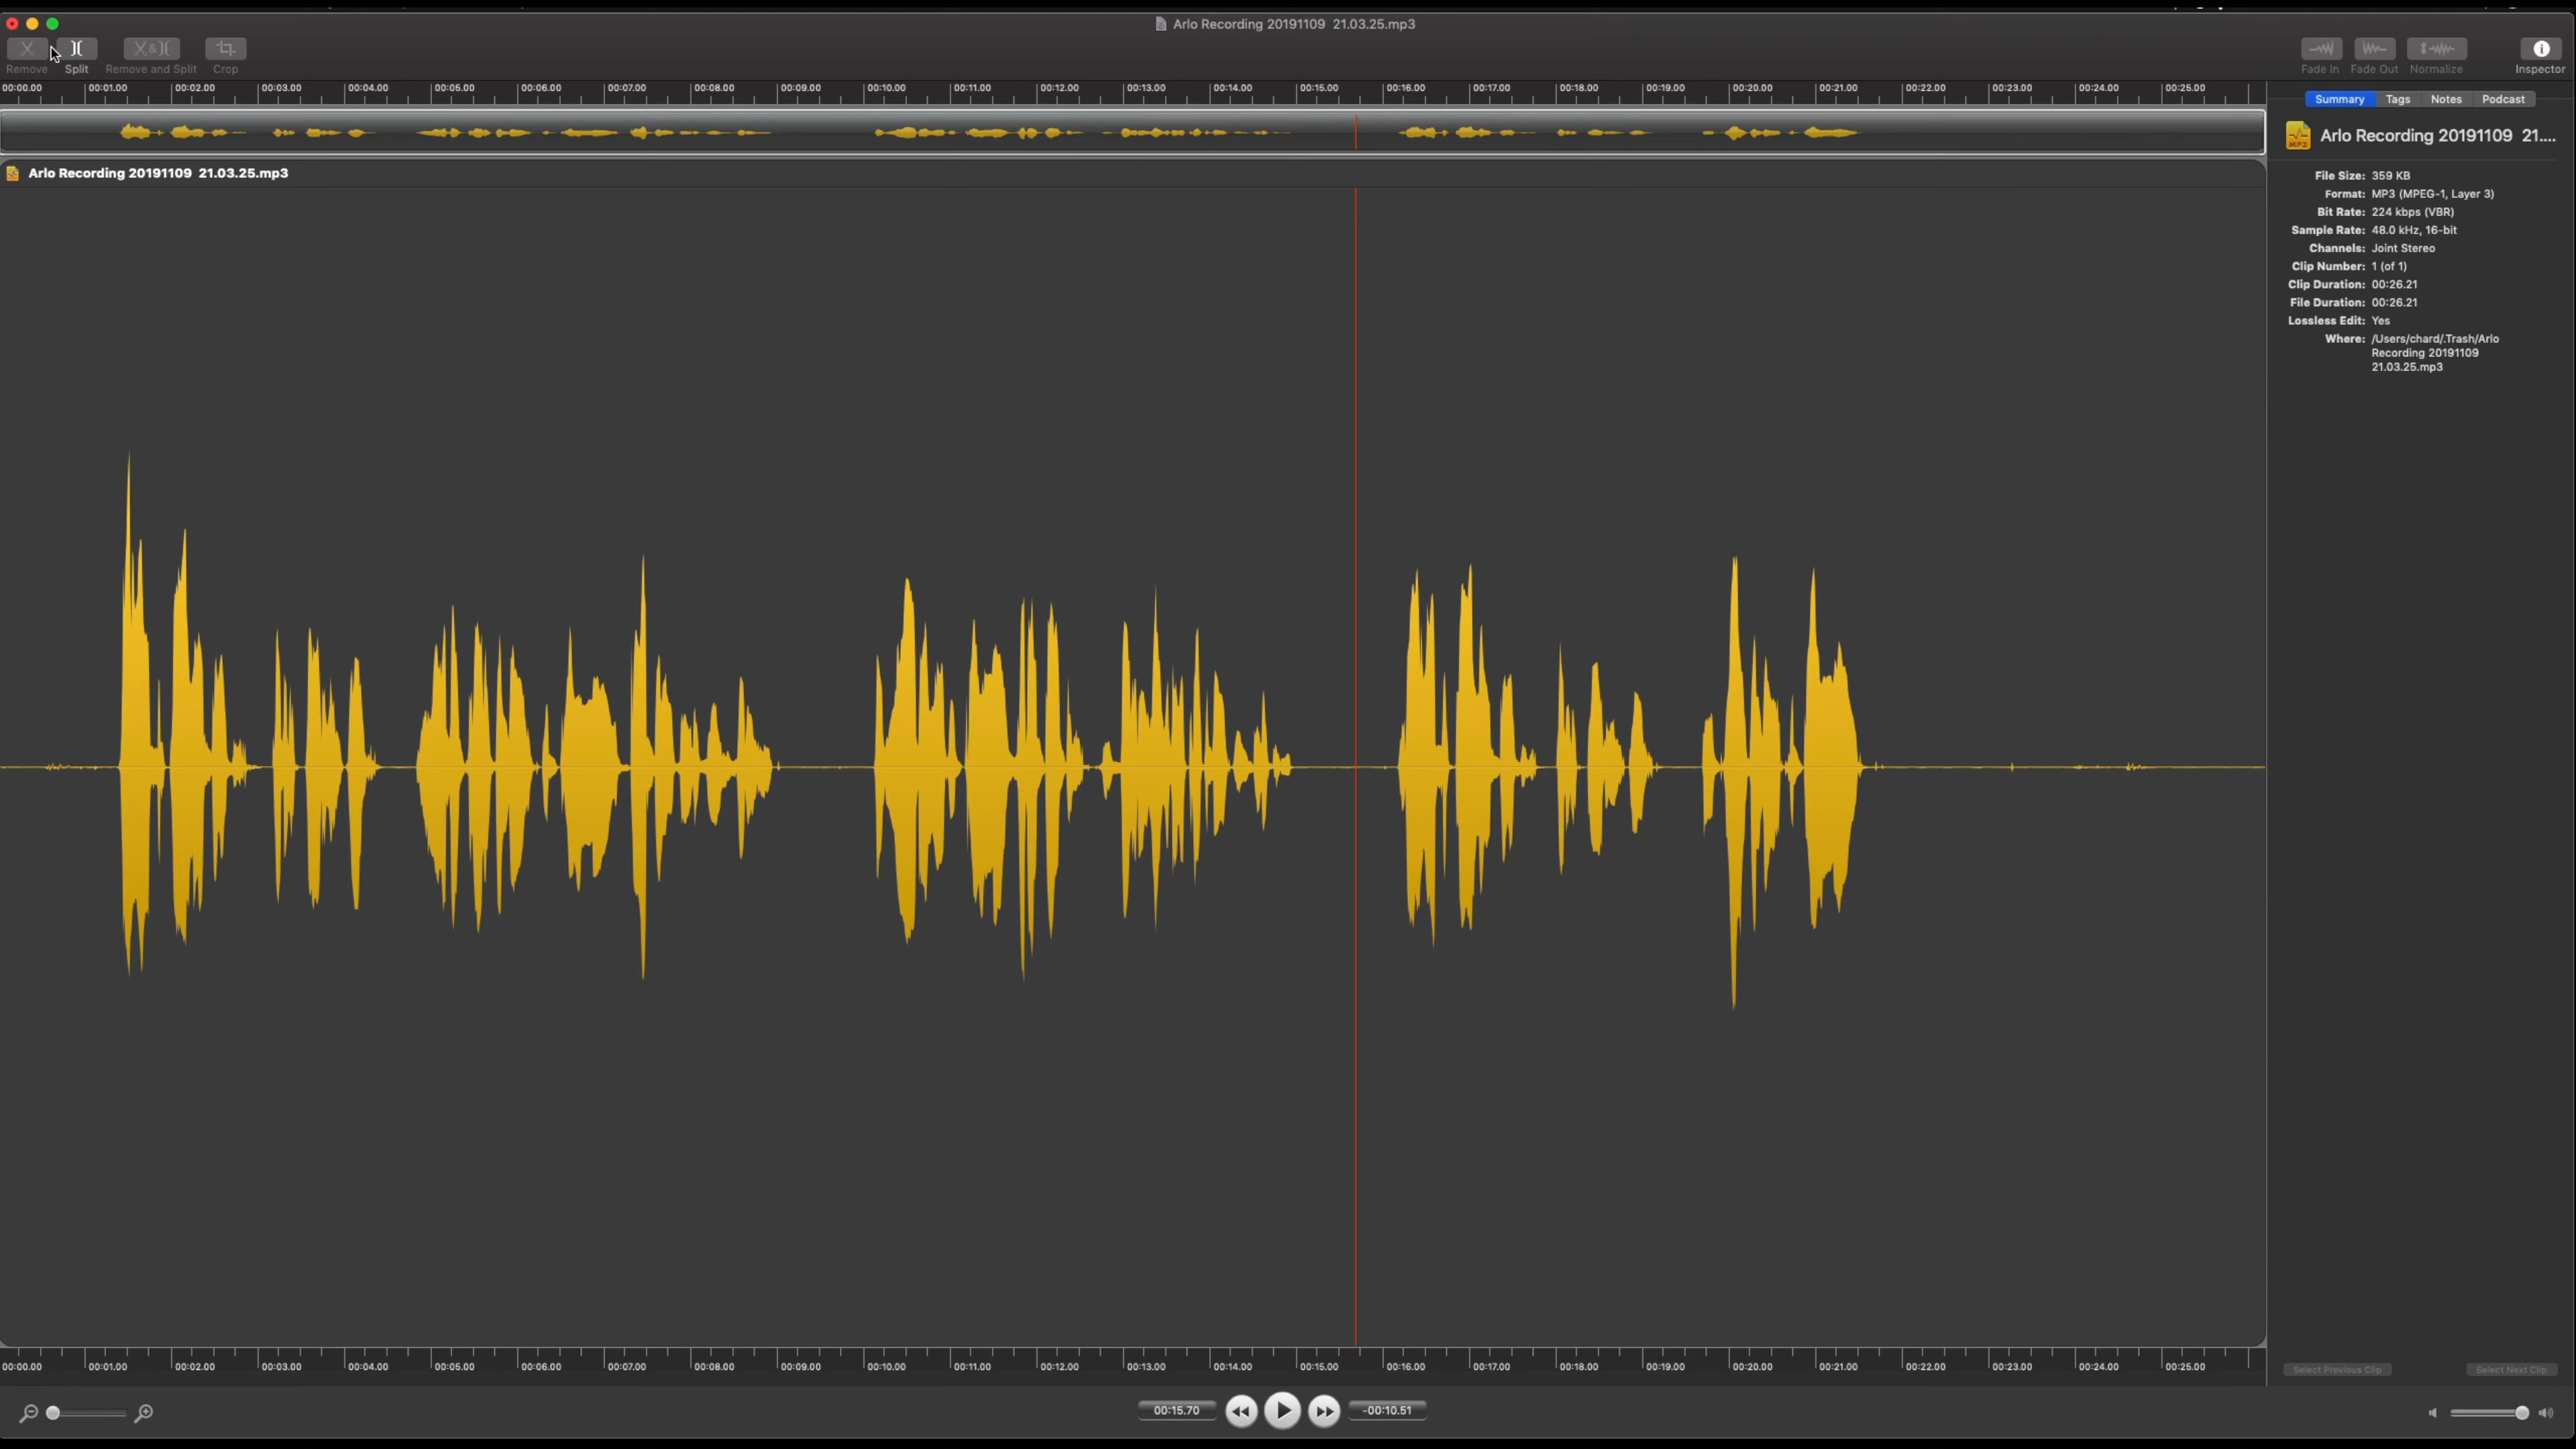 Arlo Recording 20191109  21.03.25.mp3
Remove Split Remove and Split Crop Fade In Fade Out Normalize Inspector
00:00.00 00:01.00 00:02.00 00:03.00 00:04.00 00:05.00 00:06.00 00:07.00 00:08.00 00:09.00 00:10.00 00:11.00 00:12.00 00:13.00 00:14.00 00:15.00 00:16.00 00:17.00 00:18.00 00:19.00 00:20.00 00:21.00 00:22.00 00:23.00 00:24.00 00:25.00
Summary Tags Notes Podcast
MP3 Arlo Recording 20191109  21....
Arlo Recording 20191109  21.03.25.mp3
File Size: 359 KB
Format: MP3 (MPEG-1, Layer 3)
Bit Rate: 224 kbps (VBR)
Sample Rate: 48.0 kHz, 16-bit
Channels: Joint Stereo
Clip Number: 1 (of 1)
Clip Duration: 00:26.21
File Duration: 00:26.21
Lossless Edit: Yes
Where: /Users/chard/.Trash/Arlo
Recording 20191109
21.03.25.mp3
00:00.00 00:01.00 00:02.00 00:03.00 00:04.00 00:05.00 00:06.00 00:07.00 00:08.00 00:09.00 00:10.00 00:11.00 00:12.00 00:13.00 00:14.00 00:15.00 00:16.00 00:17.00 00:18.00 00:19.00 00:20.00 00:21.00 00:22.00 00:23.00 00:24.00 00:25.00
Select Previous Clip Select Next Clip
00:15.70 -00:10.51